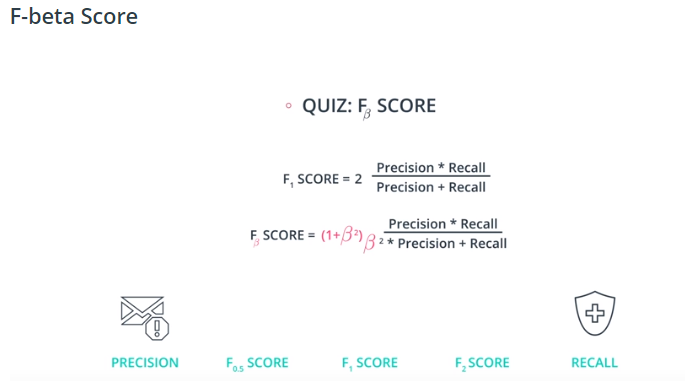 F-beta Score
QUIZ: Fβ SCORE
F1 SCORE = 2 Precision * Recall
Precision + Recall
Fβ SCORE = (1+β²) Precision * Recall
β² * Precision + Recall
!
PRECISION F0.5 SCORE F1 SCORE F2 SCORE RECALL